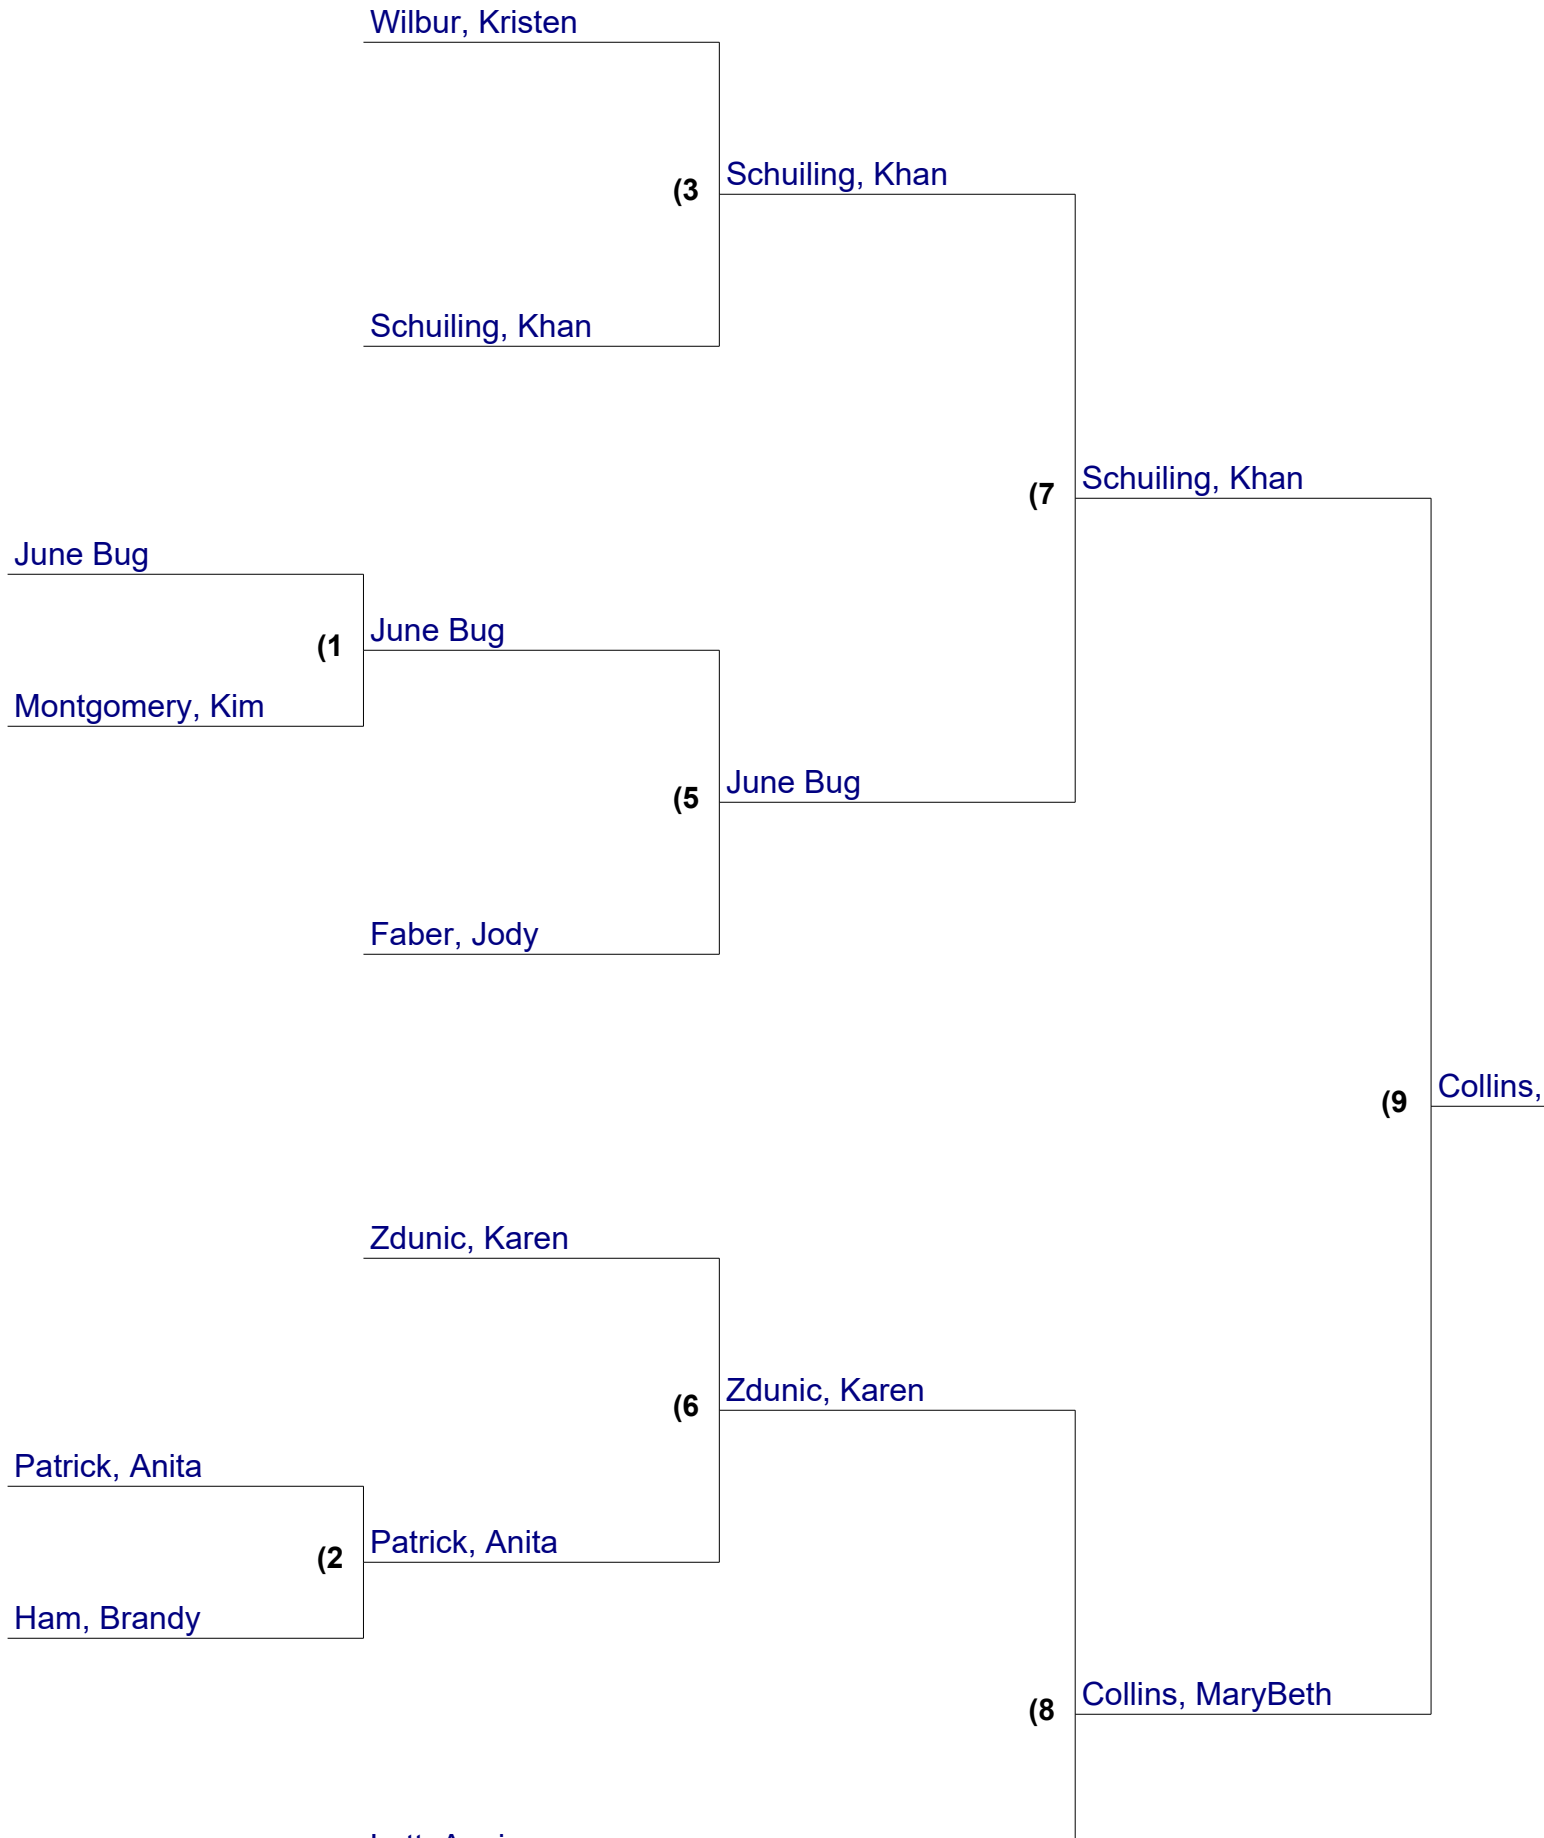 Wilbur, Kristen
(3
Schuiling, Khan
Schuiling, Khan
(7
Schuiling, Khan
June Bug
(1
June Bug
Montgomery, Kim
(5
June Bug
Faber, Jody
(9
Collins,
Zdunic, Karen
(6
Zdunic, Karen
Patrick, Anita
(2
Patrick, Anita
Ham, Brandy
(8
Collins, MaryBeth